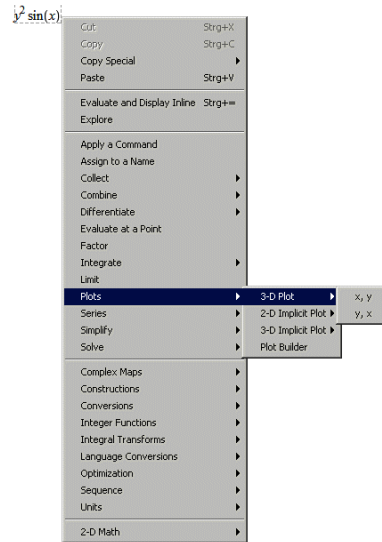 y² sin(x)
Cut Strg+X
Copy Strg+C
Copy Special
Paste Strg+V
Evaluate and Display Inline Strg+=
Explore
Apply a Command
Assign to a Name
Collect
Combine
Differentiate
Evaluate at a Point
Factor
Integrate
Limit
Plots
Series
Simplify
Solve
Complex Maps
Constructions
Conversions
Integer Functions
Integral Transforms
Language Conversions
Optimization
Sequence
Units
2-D Math
3-D Plot
2-D Implicit Plot
3-D Implicit Plot
Plot Builder
x, y
y, x